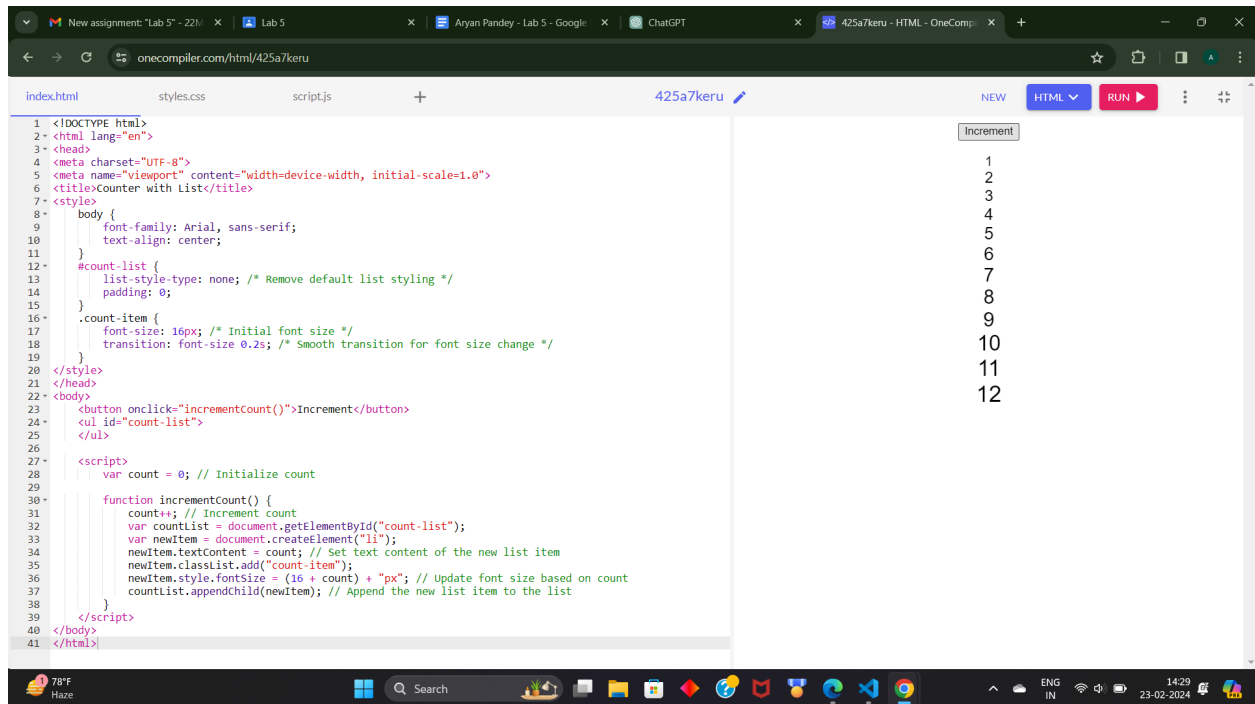 New assignment: "Lab 5" - 22M
Lab 5
Aryan Pandey - Lab 5 - Google
ChatGPT
425a7keru - HTML - OneCompi
onecompiler.com/html/425a7keru
A
index.html styles.css script.js + 425a7keru NEW HTML RUN
1 <!DOCTYPE html>
2 <html lang="en">
3 <head>
4 <meta charset="UTF-8">
5 <meta name="viewport" content="width=device-width, initial-scale=1.0">
6 <title>Counter with List</title>
7 <style>
8 body {
9 font-family: Arial, sans-serif;
10 text-align: center;
11 }
12 #count-list {
13 list-style-type: none; /* Remove default list styling */
14 padding: 0;
15 }
16 .count-item {
17 font-size: 16px; /* Initial font size */
18 transition: font-size 0.2s; /* Smooth transition for font size change */
19 }
20 </style>
21 </head>
22 <body>
23 <button onclick="incrementCount()">Increment</button>
24 <ul id="count-list">
25 </ul>
26
27 <script>
28 var count = 0; // Initialize count
29
30 function incrementCount() {
31 count++; // Increment count
32 var countList = document.getElementById("count-list");
33 var newItem = document.createElement("li");
34 newItem.textContent = count; // Set text content of the new list item
35 newItem.classList.add("count-item");
36 newItem.style.fontSize = (16 + count) + "px"; // Update font size based on count
37 countList.appendChild(newItem); // Append the new list item to the list
38 }
39 </script>
40 </body>
41 </html>
Increment
1
2
3
4
5
6
7
8
9
10
11
12
1
78°F
Haze
Search
ENG
IN
14:29
23-02-2024
PRE